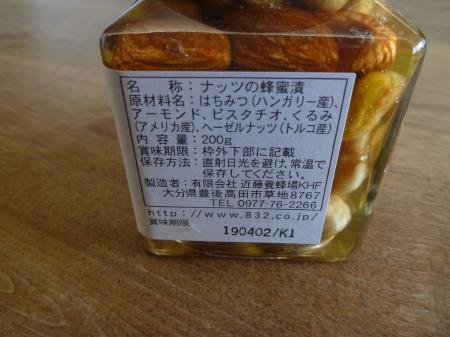 名　　称：ナッツの蜂蜜漬
原材料名：はちみつ（ハンガリー産）、
アーモンド、ピスタチオ、くるみ
（アメリカ産）、ヘーゼルナッツ（トルコ産）
内 容 量：200g
賞味期限：枠外下部に記載
保存方法：直射日光を避け、常温で
保存してください。
製造者：有限会社 近藤養蜂場KHF
大分県豊後高田市草地8767
TEL 0977-76-2266
http://www.832.co.jp/
賞味期限
190402/K1